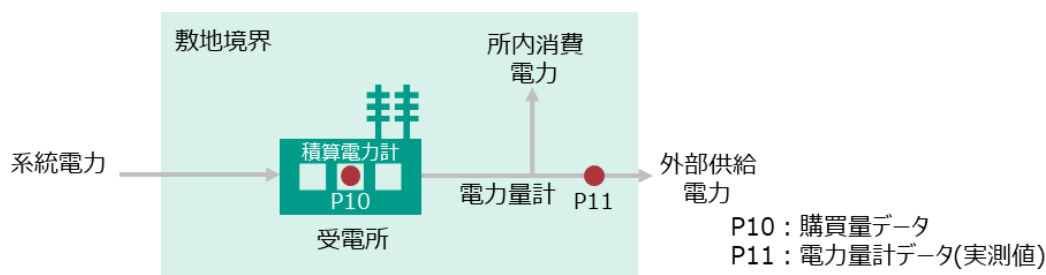 敷地境界
所内消費
電力
系統電力
積算電力計
P10
受電所
電力量計
P11
外部供給
電力
P10：購買量データ
P11：電力量計データ(実測値)